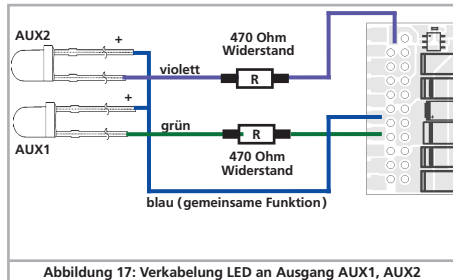 AUX2
+
470 Ohm
Widerstand
violett
R
+
grün
R
AUX1
470 Ohm
Widerstand
blau (gemeinsame Funktion)
Abbildung 17: Verkabelung LED an Ausgang AUX1, AUX2